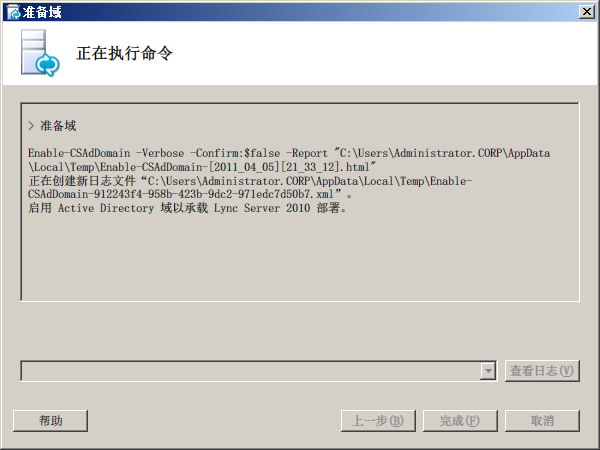 准备域
正在执行命令
> 准备域
Enable-CSAdDomain -Verbose -Confirm:$false -Report "C:\Users\Administrator.CORP\AppData
\Local\Temp\Enable-CSAdDomain-[2011_04_05][21_33_12].html"
正在创建新日志文件“C:\Users\Administrator.CORP\AppData\Local\Temp\Enable-
CSAdDomain-912243f4-958b-423b-9dc2-971edc7d50b7.xml”。
启用 Active Directory 域以承载 Lync Server 2010 部署。
查看日志(V)
帮助 上一步(B) 完成(F) 取消